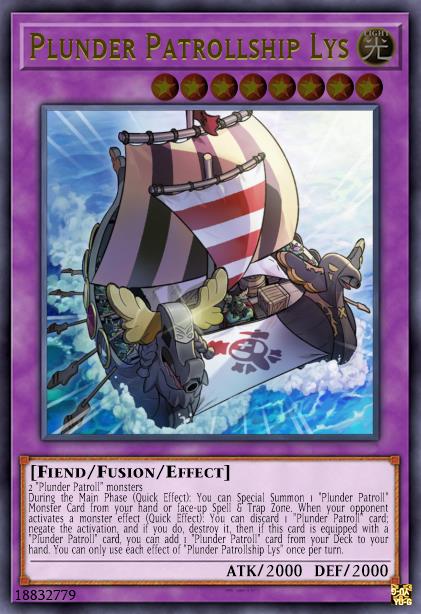 PLUNDER PATROLLSHIP LYS
LIGHT
光
[FIEND/FUSION/EFFECT]
2 "Plunder Patroll" monsters
During the Main Phase (Quick Effect): You can Special Summon 1 "Plunder Patroll"
Monster Card from your hand or face-up Spell & Trap Zone. When your opponent
activates a monster effect (Quick Effect): You can discard 1 "Plunder Patroll" card;
negate the activation, and if you do, destroy it, then if this card is equipped with a
"Plunder Patroll" card, you can add 1 "Plunder Patroll" card from your Deck to your
hand. You can only use each effect of "Plunder Patrollship Lys" once per turn.
ATK/2000 DEF/2000
18832779